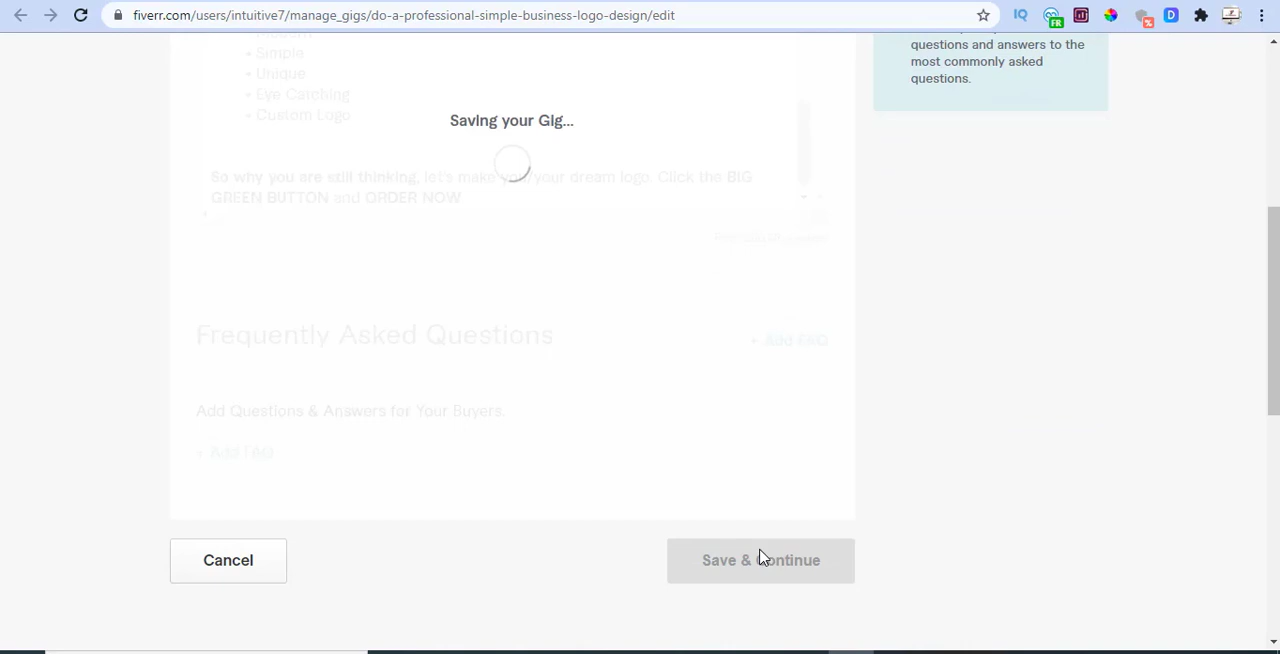 fiverr.com/users/intuitive7/manage_gigs/do-a-professional-simple-business-logo-design/edit
IQ
FR
D
questions and answers to the
most commonly asked
questions.
• Modern
• Simple
• Unique
• Eye Catching
• Custom Logo
Saving your Gig...
So why you are still thinking, let's make you/your dream logo. Click the BIG
GREEN BUTTON and ORDER NOW
Frequently Asked Questions
+ Add FAQ
Add Questions & Answers for Your Buyers.
+ Add FAQ
Cancel
Save & Continue